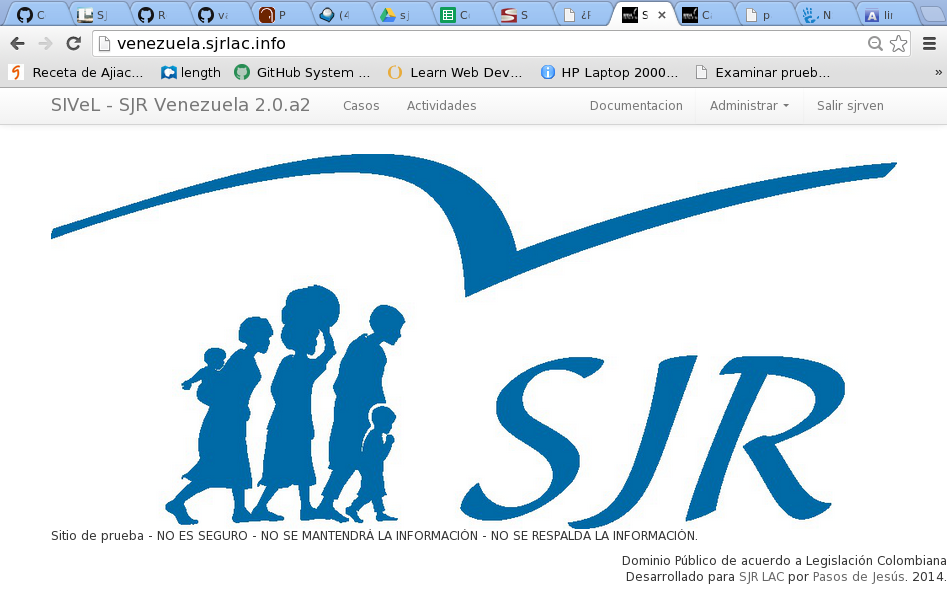 C
SJ
R
va
P
(4
sj
Co
S
¿F
S
Ca
p
N
lir
venezuela.sjrlac.info
Receta de Ajiac... length GitHub System ... Learn Web Dev... HP Laptop 2000... Examinar prueb... »
SIVeL - SJR Venezuela 2.0.a2 Casos Actividades Documentacion Administrar Salir sjrven
SJR
Sitio de prueba - NO ES SEGURO - NO SE MANTENDRÁ LA INFORMACIÓN - NO SE RESPALDA LA INFORMACIÓN.
Dominio Público de acuerdo a Legislación Colombiana
Desarrollado para SJR LAC por Pasos de Jesús. 2014.